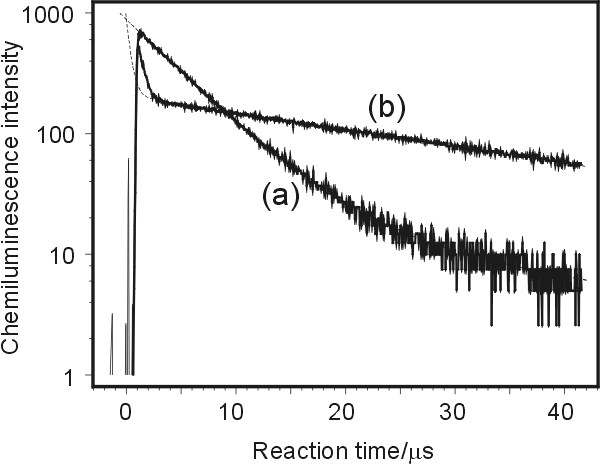 Chemiluminescence intensity
1000
100
10
1
(b)
(a)
0 10 20 30 40
Reaction time/μs